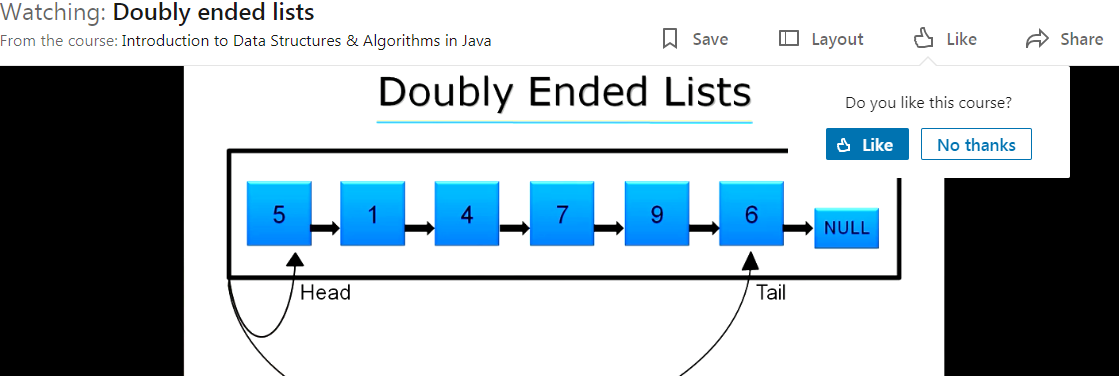 Watching: Doubly ended lists
From the course: Introduction to Data Structures & Algorithms in Java
Save Layout Like Share
Doubly Ended Lists
Do you like this course?
Like No thanks
5 1 4 7 9 6 NULL
Head Tail